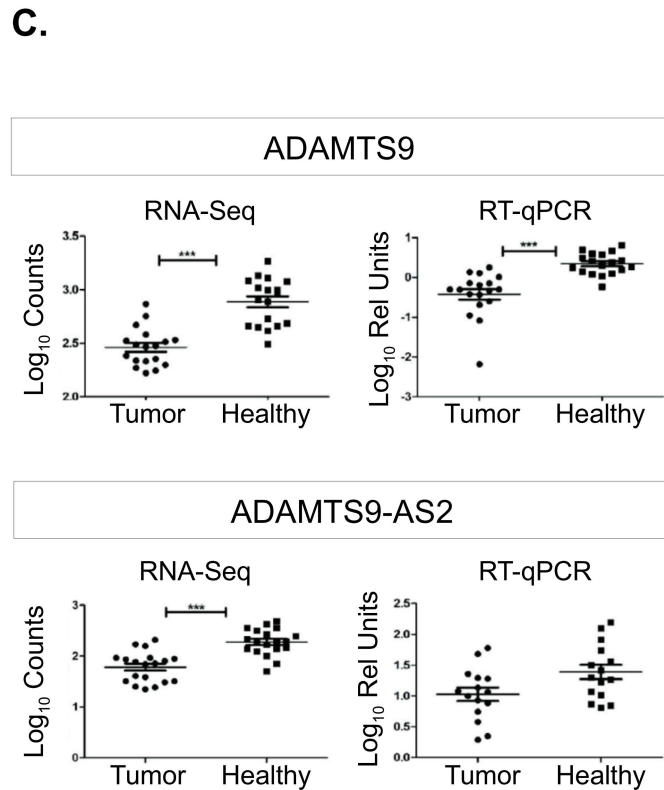 C.
ADAMTS9
RNA-Seq
RT-qPCR
Log10 Counts
3.5
3.0
2.5
2.0
***
Tumor
Healthy
Log10 Rel Units
1
0
-1
-2
-3
***
Tumor
Healthy
ADAMTS9-AS2
RNA-Seq
RT-qPCR
Log10 Counts
3
2
1
0
***
Tumor
Healthy
Log10 Rel Units
2.5
2.0
1.5
1.0
0.5
0.0
Tumor
Healthy